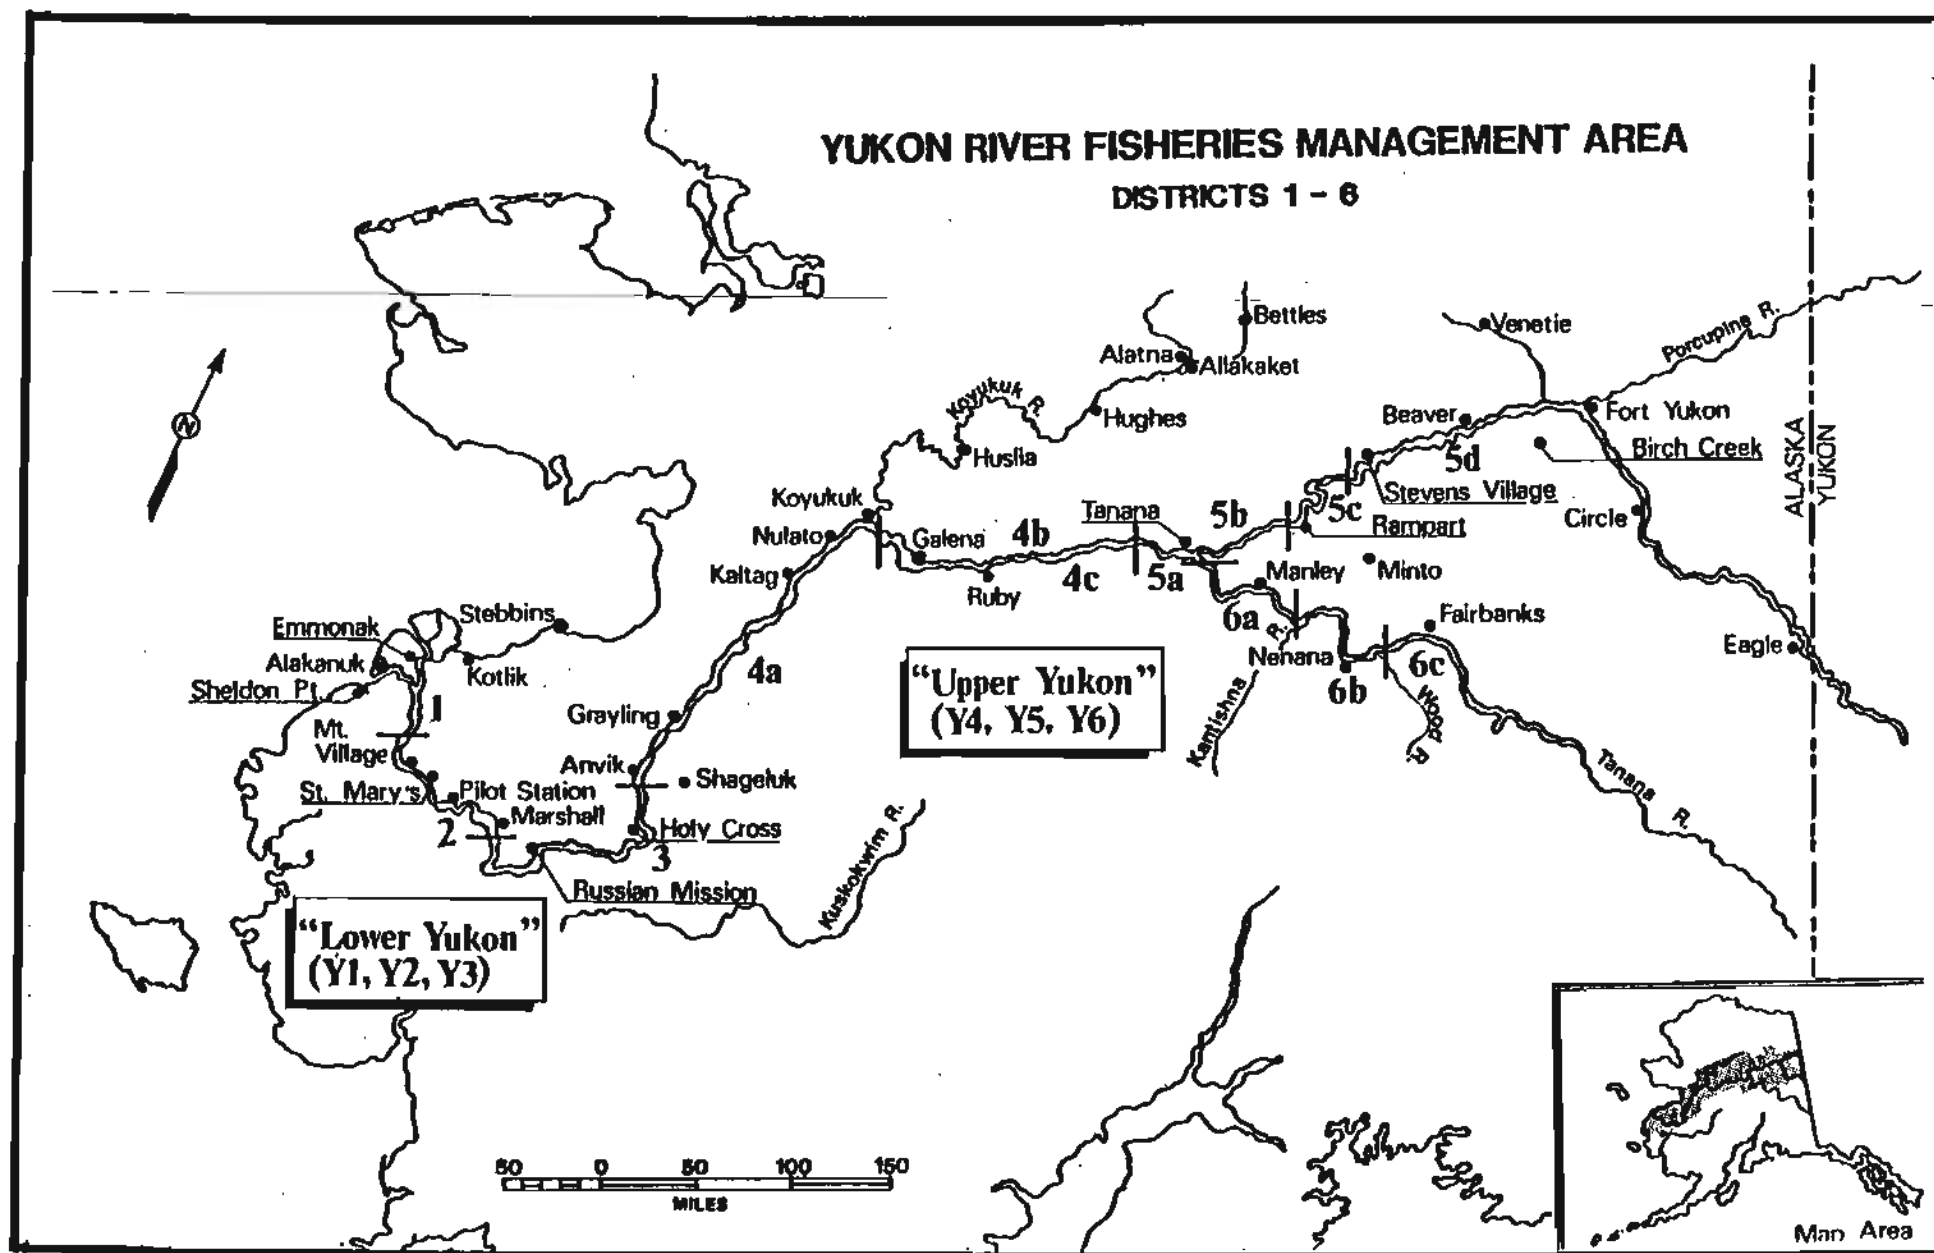 YUKON RIVER FISHERIES MANAGEMENT AREA
DISTRICTS 1 - 6
N
Bettles
Venetie
Porcupine R.
Alatna
Allakaket
Koyukuk R.
Hughes
Beaver
Fort Yukon
Birch Creek
ALASKA
YUKON
Huslia
5d
Stevens Village
Koyukuk
Tanana
5b
5c
Rampart
Circle
Nulato
Galena
4b
Kaltag
Ruby
4c
5a
Manley
Minto
6a
Fairbanks
Stebbins
Emmonak
Alakanuk
Kotlik
Sheldon Pt.
4a
"Upper Yukon"
(Y4, Y5, Y6)
Nenana
6b
6c
Eagle
Kantishna R.
Wood R.
1
Grayling
Mt.
Village
Anvik
Shageluk
Tanana R.
St. Mary's
Pilot Station
Marshall
2
Holy Cross
3
Kuskokwim R.
Russian Mission
"Lower Yukon"
(Y1, Y2, Y3)
50 0 50 100 150
MILES
Map Area